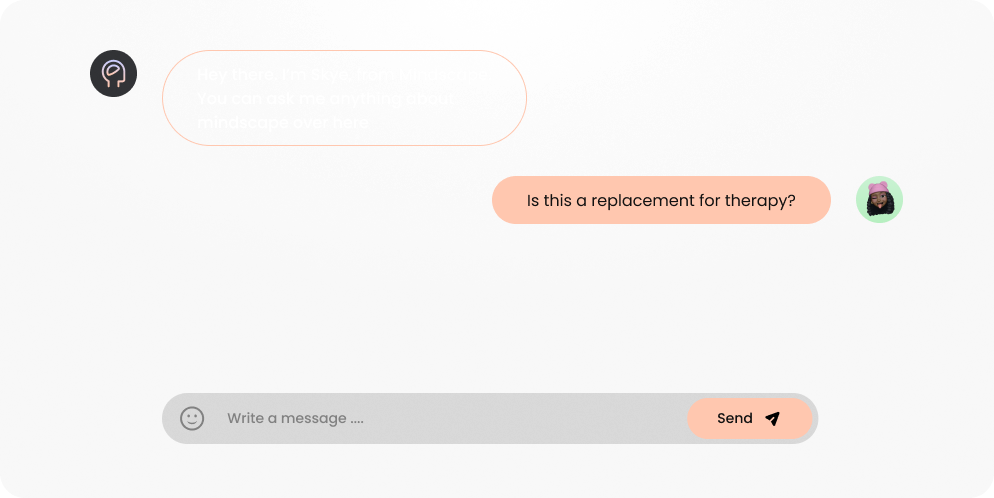 Hey there, I'm Skye, 
You can ask me anything about
mindscape over here
Is this a replacement for therapy?
Write a message ....
Send